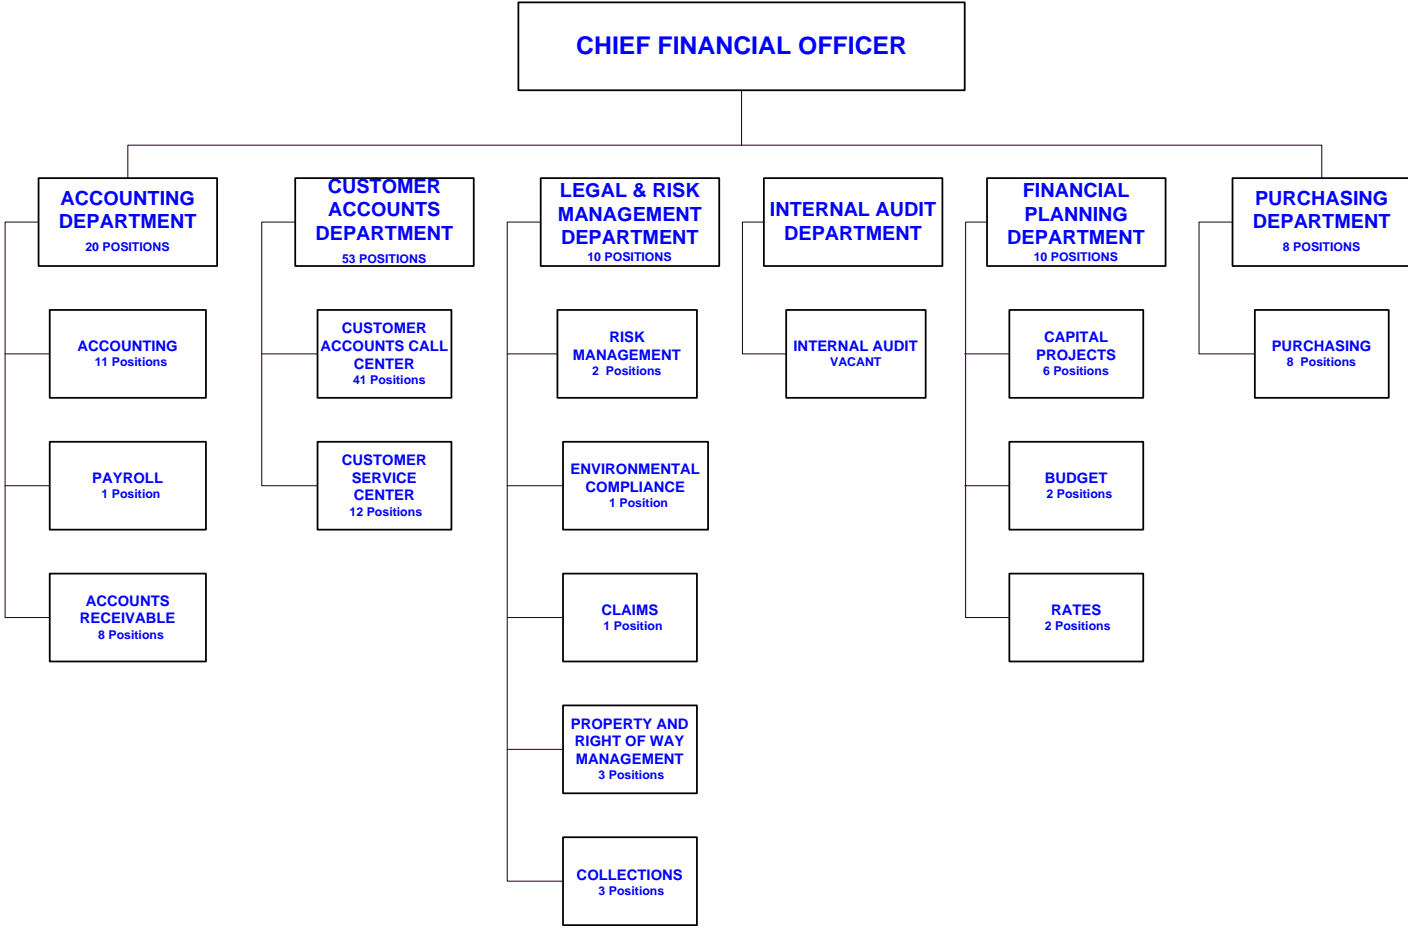 CHIEF FINANCIAL OFFICER
ACCOUNTING
DEPARTMENT
20 POSITIONS
CUSTOMER
ACCOUNTS
DEPARTMENT
53 POSITIONS
LEGAL & RISK
MANAGEMENT
DEPARTMENT
10 POSITIONS
INTERNAL AUDIT
DEPARTMENT
FINANCIAL
PLANNING
DEPARTMENT
10 POSITIONS
PURCHASING
DEPARTMENT
8 POSITIONS
ACCOUNTING
11 Positions
CUSTOMER
ACCOUNTS CALL
CENTER
41 Positions
RISK
MANAGEMENT
2 Positions
INTERNAL AUDIT
VACANT
CAPITAL
PROJECTS
6 Positions
PURCHASING
8 Positions
PAYROLL
1 Position
CUSTOMER
SERVICE
CENTER
12 Positions
ENVIRONMENTAL
COMPLIANCE
1 Position
BUDGET
2 Positions
ACCOUNTS
RECEIVABLE
8 Positions
CLAIMS
1 Position
RATES
2 Positions
PROPERTY AND
RIGHT OF WAY
MANAGEMENT
3 Positions
COLLECTIONS
3 Positions